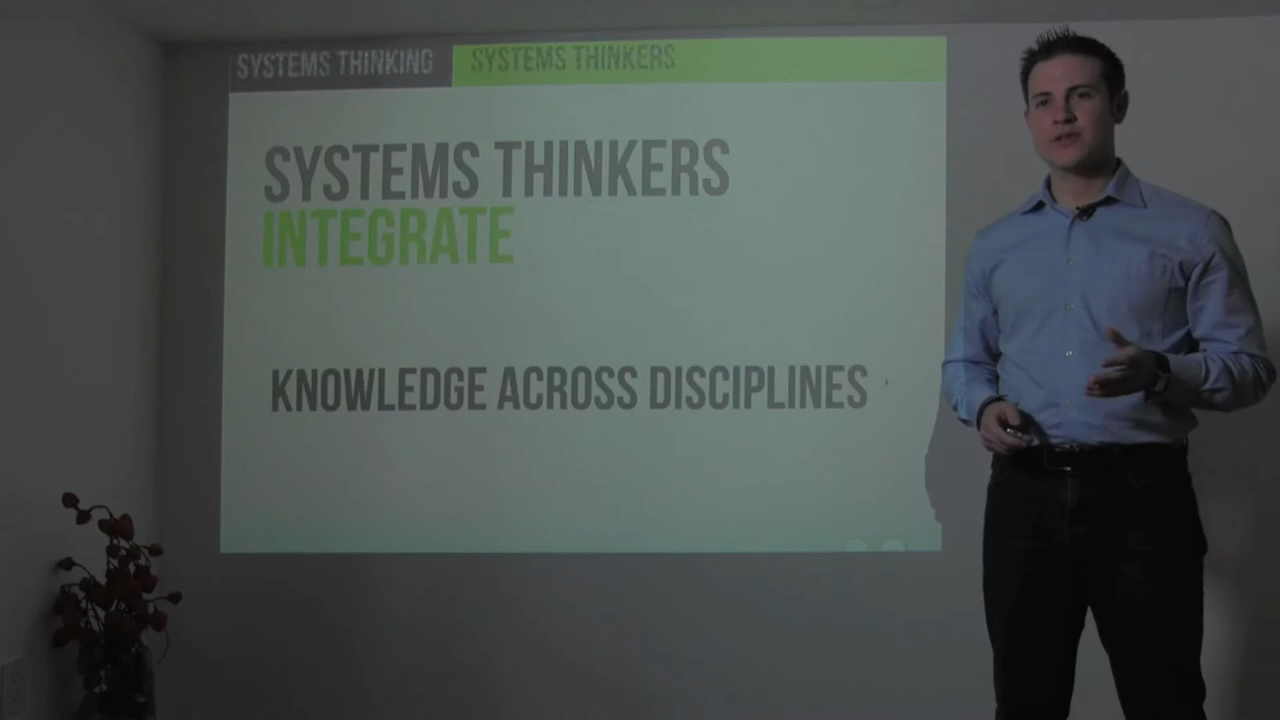 SYSTEMS THINKING
SYSTEMS THINKERS
SYSTEMS THINKERS
INTEGRATE
KNOWLEDGE ACROSS DISCIPLINES